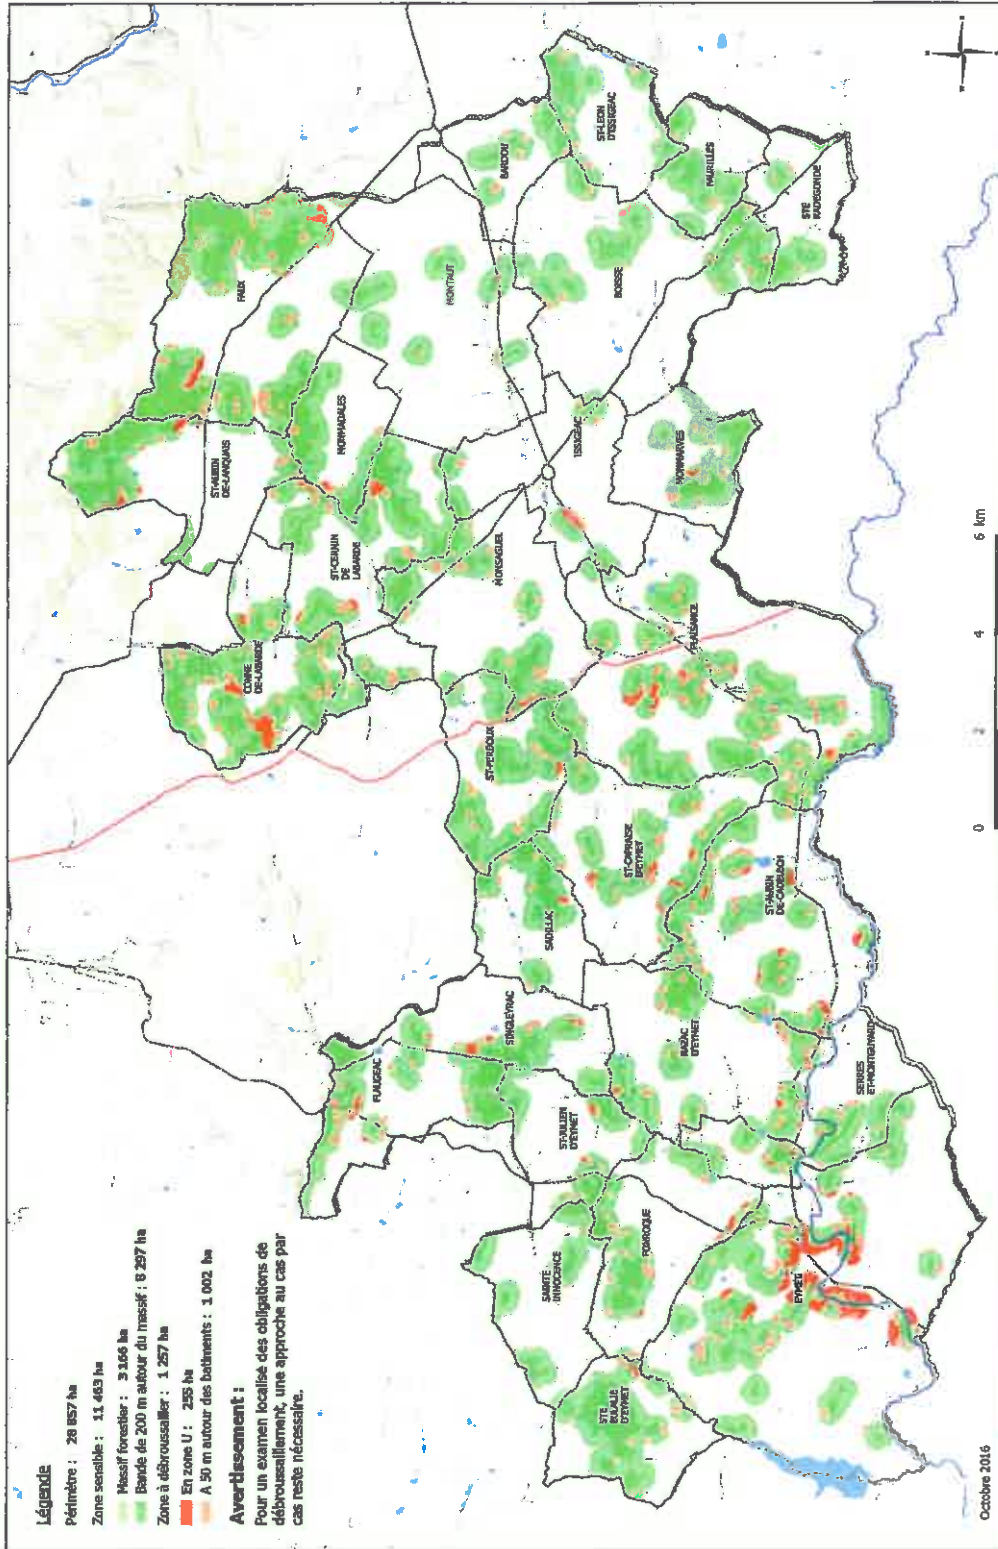 Légende
Périmètre : 28 857 ha
Zone sensible : 11 463 ha
Massif forestier : 3 166 ha
Bande de 200 m autour du massif : 8 297 ha
Zone à débroussailler : 1 257 ha
En zone U : 255 ha
A 50 m autour des batiments : 1 002 ha
Avertissement :
Pour un examen localisé des obligations de
débroussaillement, une approche au cas par
cas reste nécessaire.
FAUX
ST-AUBIN
DE-LANQUAIS
CONNE
DE-LABARDE
ST-CERNIN
DE
LABARDE
MONMADALES
MONTAUT
BARDOU
ST-LEON
D'ISSIGEAC
FLAUGEAC
MONSAGUEL
ISSIGEAC
BOISSE
FAURILLES
STE
RADEGONDE
MONMARVES
SINGLEYRAC
SADILLAC
ST-PERDOUX
PLAISANCE
SAINTE
INNOCENCE
ST-JULIEN
D'EYMET
ST-CAPRAISE
D'EYMET
STE
EULALIE
D'EYMET
FONROQUE
RAZAC
D'EYMET
ST-AUBIN
DE-CADELECH
EYMET
SERRES
ET-MONTGUYARD
0
2
4
6 km
Octobre 2016